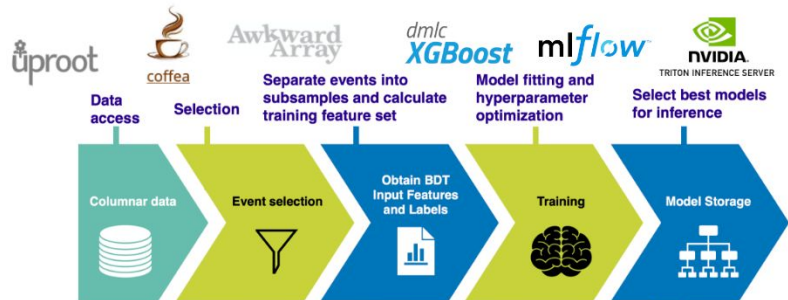 uproot
coffea
Awkward
Array
dmlc
XGBoost
mlflow
NVIDIA
TRITON INFERENCE SERVER
Data
access
Selection
Separate events into
subsamples and calculate
training feature set
Model fitting and
hyperparameter
optimization
Select best models
for inference
Columnar data
Event selection
Obtain BDT
Input Features
and Labels
Training
Model Storage